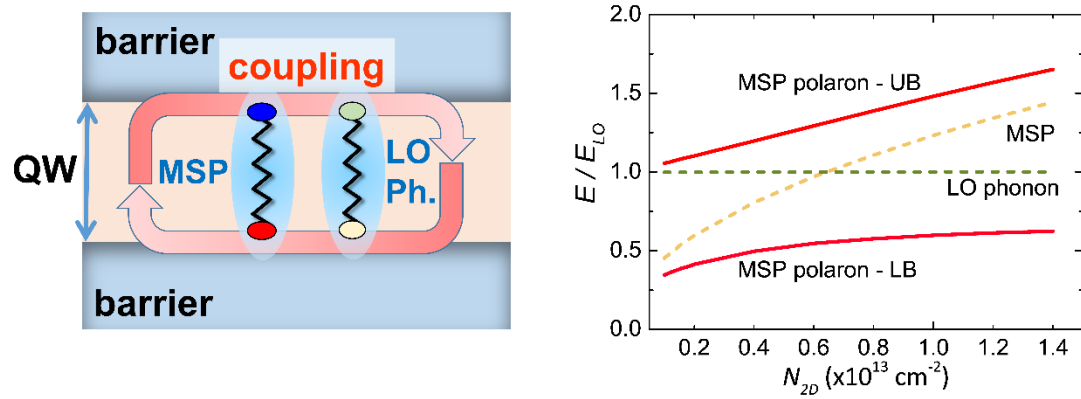 barrier
coupling
QW
MSP
LO
Ph.
barrier
E / E_LO
2.0
1.5
1.0
0.5
0.0
MSP polaron - UB
MSP
LO phonon
MSP polaron - LB
0.2 0.4 0.6 0.8 1.0 1.2 1.4
N_2D (x10^13 cm^-2)